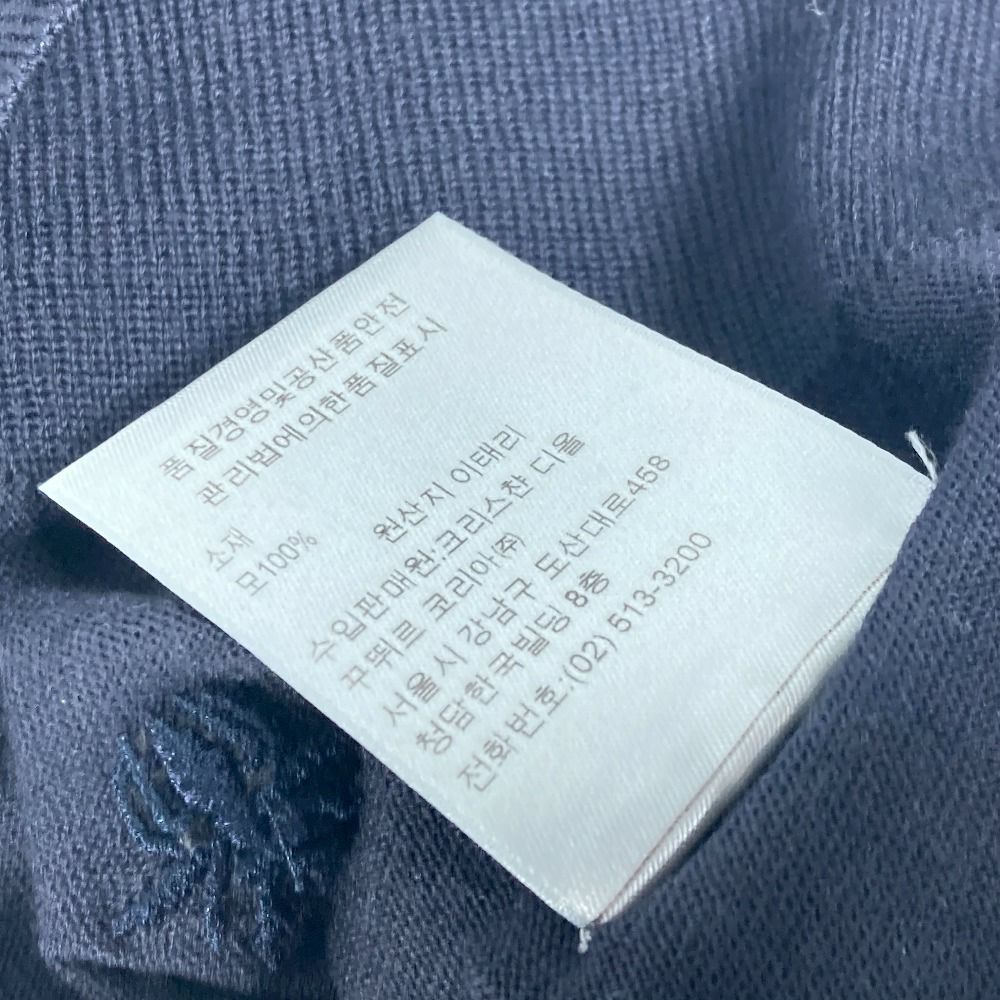 품질경영및공산품안전
관리법에의한품질표시
소재
모100%
원산지 이태리
수입판매원:크리스챤 디올
꾸뛰르 코리아(주)
서울시 강남구 도산대로458
청담한국빌딩 8층
전화번호:(02) 513-3200